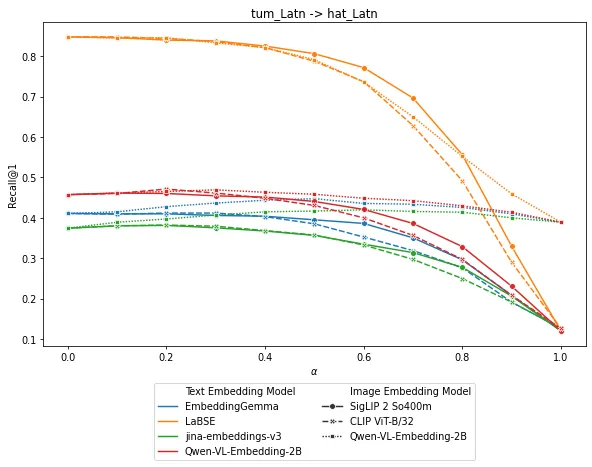 tum_Latn -> hat_Latn
Recall@1
0.8
0.7
0.6
0.5
0.4
0.3
0.2
0.1
0.0 0.2 0.4 0.6 0.8 1.0
α
Text Embedding Model
EmbeddingGemma
LaBSE
jina-embeddings-v3
Qwen-VL-Embedding-2B
Image Embedding Model
SigLIP 2 So400m
CLIP ViT-B/32
Qwen-VL-Embedding-2B